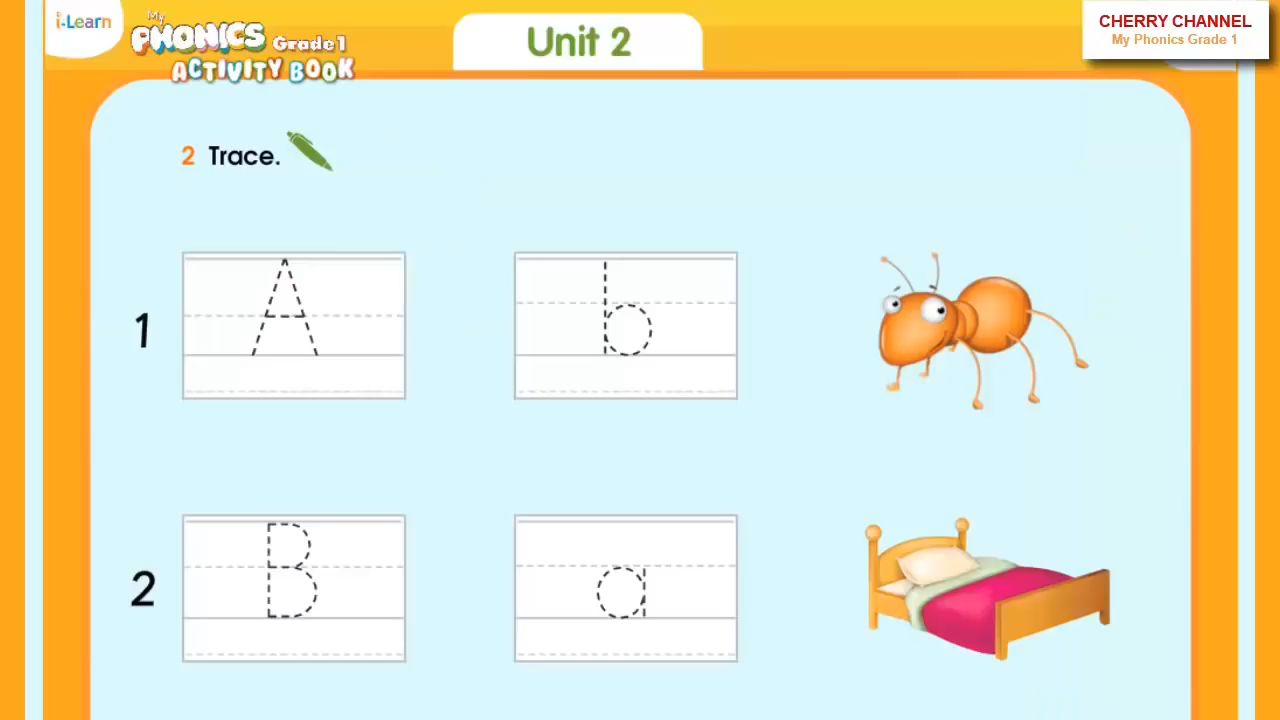 i-Learn
My
PHONICS Grade 1
ACTIVITY BOOK
Unit 2
CHERRY CHANNEL
My Phonics Grade 1
2 Trace.
1 A b
2 B a